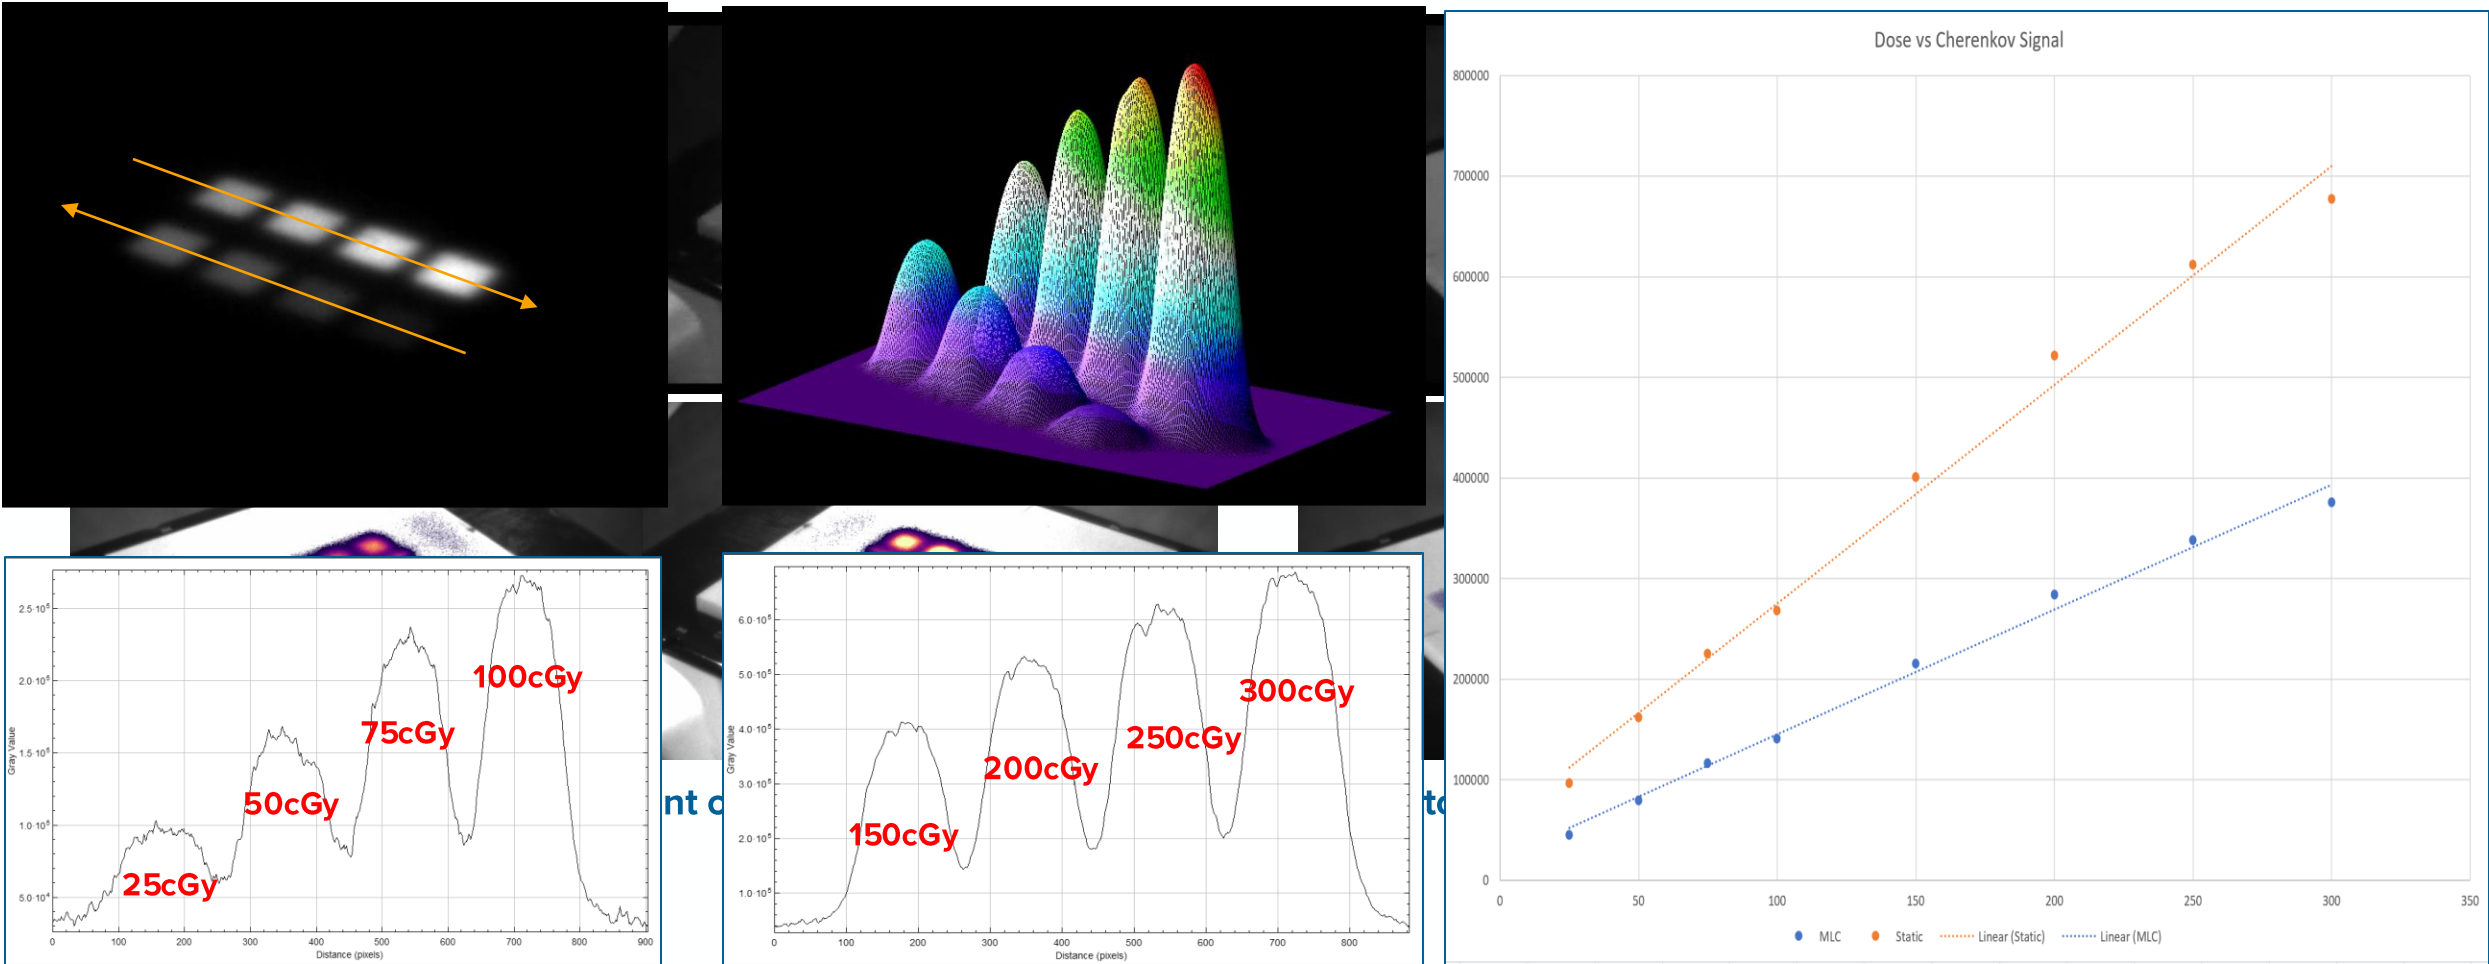 Dose vs Cherenkov Signal
800000
700000
600000
500000
400000
300000
200000
100000
0
0 50 100 150 200 250 300 350
MLC Static Linear (Static) Linear (MLC)
2.5·10⁵
2.0·10⁵
1.5·10⁵
1.0·10⁵
5.0·10⁴
Gray Value
25cGy
50cGy
75cGy
100cGy
0 100 200 300 400 500 600 700 800 900
Distance (pixels)
nt
6.0·10⁵
5.0·10⁵
4.0·10⁵
3.0·10⁵
2.0·10⁵
1.0·10⁵
Gray Value
150cGy
200cGy
250cGy
300cGy
0 100 200 300 400 500 600 700 800
Distance (pixels)